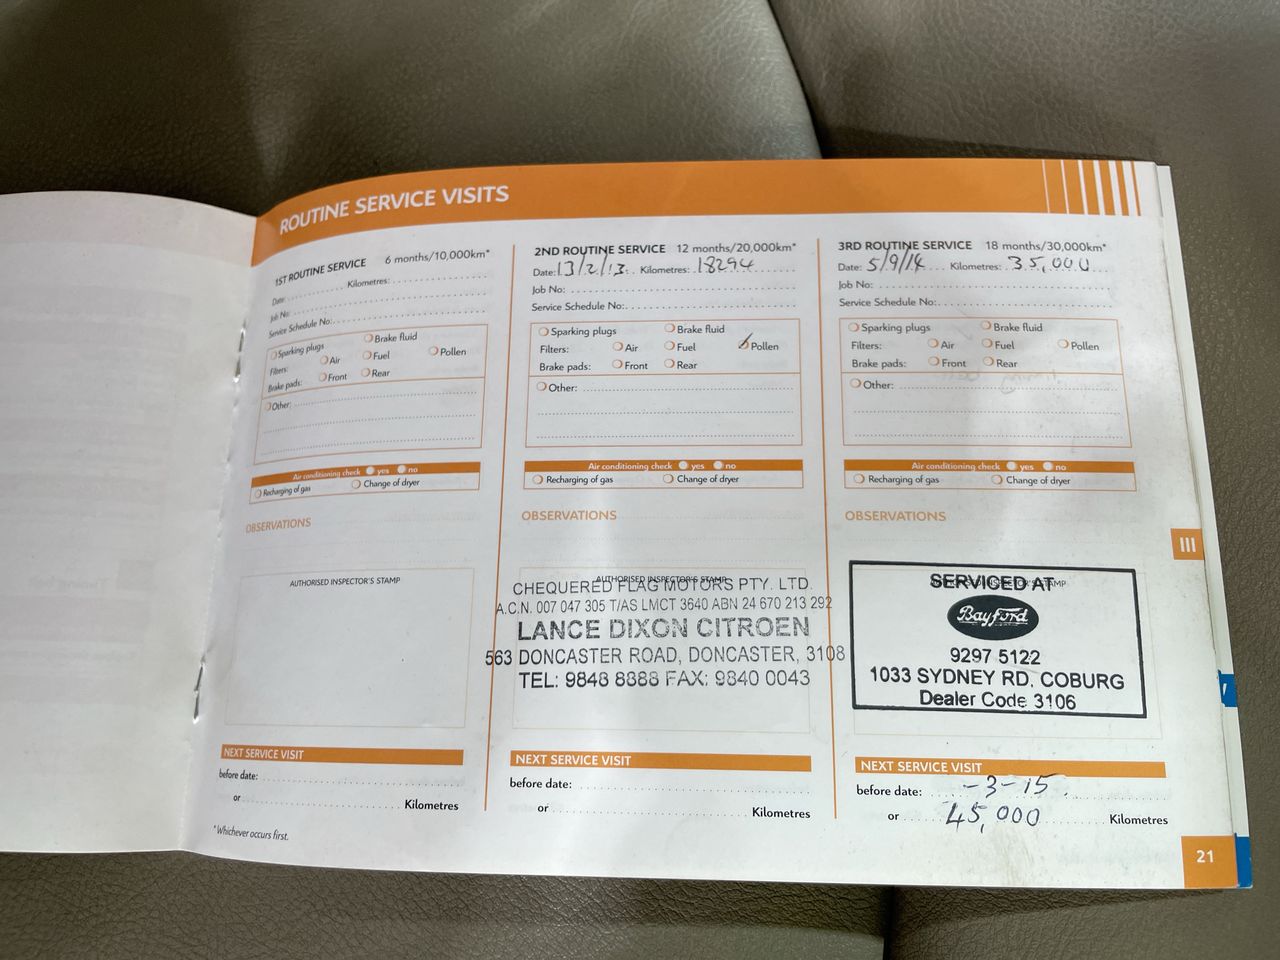 ROUTINE SERVICE VISITS
1ST ROUTINE SERVICE 6 months/10,000km*
Date: Kilometres:
Job No:
Service Schedule No:
Sparking plugs Brake fluid
Filters: Air Fuel Pollen
Brake pads: Front Rear
Other:
Air conditioning check yes no
Recharging of gas Change of dryer
OBSERVATIONS
AUTHORISED INSPECTOR'S STAMP
NEXT SERVICE VISIT
before date:
or Kilometres
*Whichever occurs first.
2ND ROUTINE SERVICE 12 months/20,000km*
Date: 13/2/13 Kilometres: 18294
Job No:
Service Schedule No:
Sparking plugs Brake fluid
Filters: Air Fuel Pollen
Brake pads: Front Rear
Other:
Air conditioning check yes no
Recharging of gas Change of dryer
OBSERVATIONS
AUTHORISED INSPECTOR'S STAMP
CHEQUERED FLAG MOTORS PTY. LTD.
A.C.N. 007 047 305 T/AS LMCT 3640 ABN 24 670 213 292
LANCE DIXON CITROEN
563 DONCASTER ROAD, DONCASTER, 3108
TEL: 9848 8888 FAX: 9840 0043
NEXT SERVICE VISIT
before date:
or Kilometres
3RD ROUTINE SERVICE 18 months/30,000km*
Date: 5/9/14 Kilometres: 35,000
Job No:
Service Schedule No:
Sparking plugs Brake fluid
Filters: Air Fuel Pollen
Brake pads: Front Rear
Other:
Air conditioning check yes no
Recharging of gas Change of dryer
OBSERVATIONS
AUTHORISED INSPECTOR'S STAMP
SERVICED AT
Bayford
9297 5122
1033 SYDNEY RD, COBURG
Dealer Code 3106
NEXT SERVICE VISIT
before date: -3-15
or 45,000 Kilometres
III
21